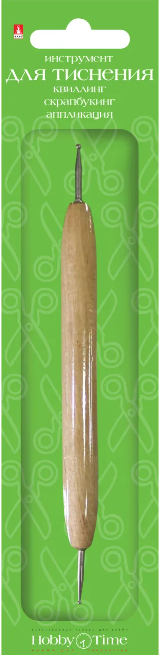 ИНСТРУМЕНТ
ДЛЯ ТИСНЕНИЯ
КВИЛЛИНГ
СКРАПБУКИНГ
АППЛИКАЦИЯ
Hobby Time